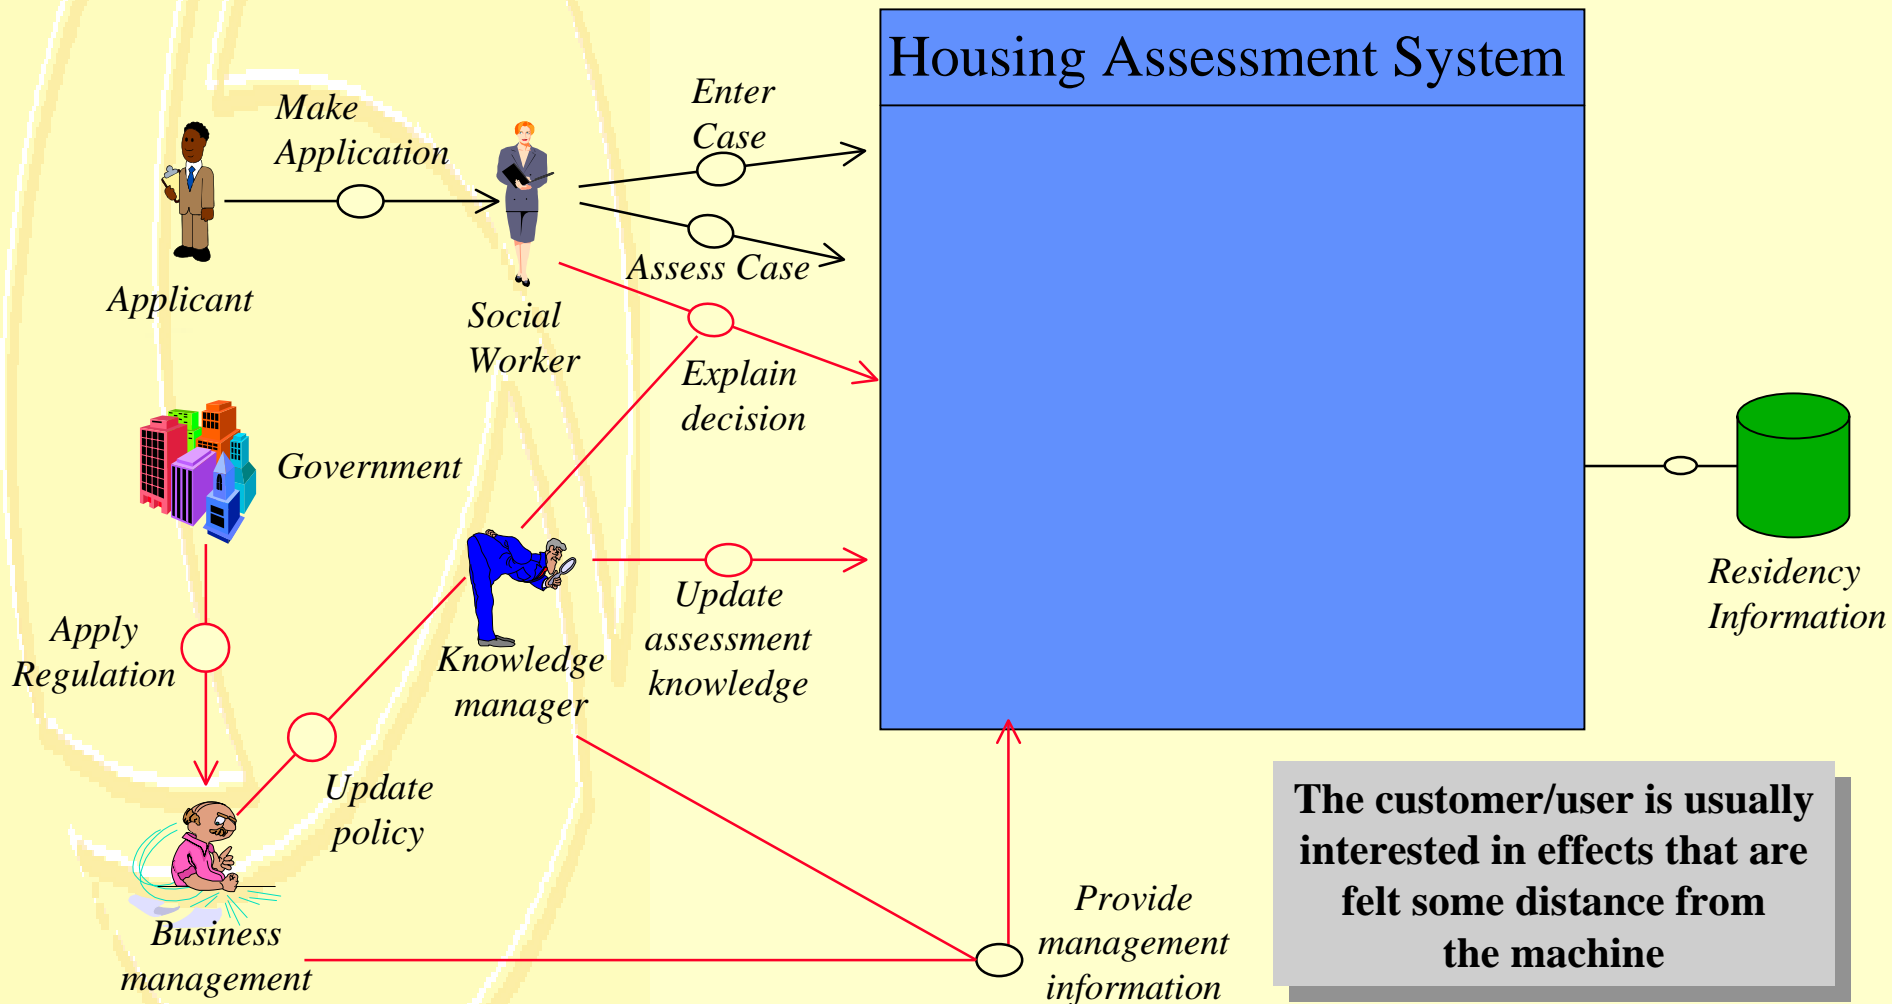 Housing Assessment System
Make
Application
Enter
Case
Assess Case
Applicant
Social
Worker
Explain
decision
Government
Residency
Information
Update
assessment
knowledge
Apply
Regulation
Knowledge
manager
Update
policy
Business
management
Provide
management
information
The customer/user is usually
interested in effects that are
felt some distance from
the machine